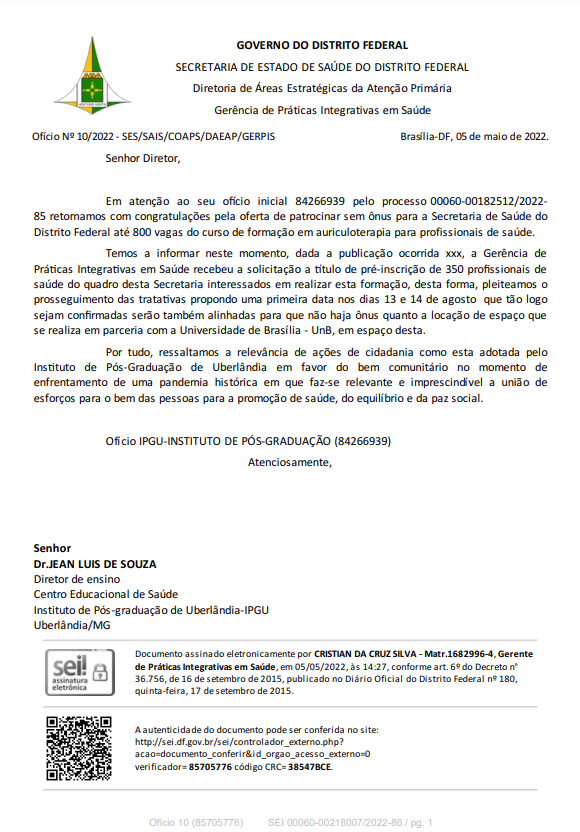 GOVERNO DO DISTRITO FEDERAL
SECRETARIA DE ESTADO DE SAÚDE DO DISTRITO FEDERAL
Diretoria de Áreas Estratégicas da Atenção Primária
Gerência de Práticas Integrativas em Saúde
Ofício Nº 10/2022 - SES/SAIS/COAPS/DAEAP/GERPIS Brasília-DF, 05 de maio de 2022.
Senhor Diretor,
Em atenção ao seu ofício inicial 84266939 pelo processo 00060-00182512/2022-
85 retornamos com congratulações pela oferta de patrocinar sem ônus para a Secretaria de Saúde do
Distrito Federal até 800 vagas do curso de formação em auriculoterapia para profissionais de saúde.
Temos a informar neste momento, dada a publicação ocorrida xxx, a Gerência de
Práticas Integrativas em Saúde recebeu a solicitação a título de pré-inscrição de 350 profissionais de
saúde do quadro desta Secretaria interessados em realizar esta formação, desta forma, pleiteamos o
prosseguimento das tratativas propondo uma primeira data nos dias 13 e 14 de agosto que tão logo
sejam confirmadas serão também alinhadas para que não haja ônus quanto a locação de espaço que
se realiza em parceria com a Universidade de Brasília - UnB, em espaço desta.
Por tudo, ressaltamos a relevância de ações de cidadania como esta adotada pelo
Instituto de Pós-Graduação de Uberlândia em favor do bem comunitário no momento de
enfrentamento de uma pandemia histórica em que faz-se relevante e imprescindível a união de
esforços para o bem das pessoas para a promoção de saúde, do equilíbrio e da paz social.
Ofício IPGU-INSTITUTO DE PÓS-GRADUAÇÃO (84266939)
Atenciosamente,
Senhor
Dr.JEAN LUIS DE SOUZA
Diretor de ensino
Centro Educacional de Saúde
Instituto de Pós-graduação de Uberlândia-IPGU
Uberlândia/MG
sei!
assinatura
eletrônica
Documento assinado eletronicamente por CRISTIAN DA CRUZ SILVA - Matr.1682996-4, Gerente
de Práticas Integrativas em Saúde, em 05/05/2022, às 14:27, conforme art. 6º do Decreto n°
36.756, de 16 de setembro de 2015, publicado no Diário Oficial do Distrito Federal nº 180,
quinta-feira, 17 de setembro de 2015.
A autenticidade do documento pode ser conferida no site:
http://sei.df.gov.br/sei/controlador_externo.php?
acao=documento_conferir&id_orgao_acesso_externo=0
verificador= 85705776 código CRC= 38547BCE.
Ofício 10 (85705776) SEI 00060-00218007/2022-86 / pg. 1